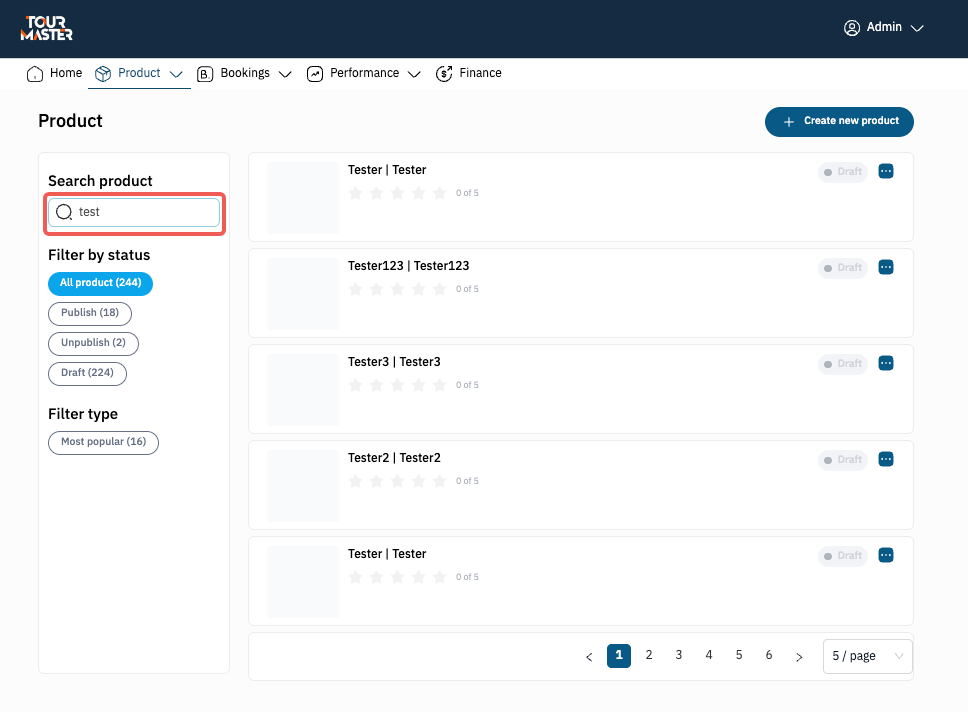 TOUR
MASTER
Admin
Home
Product
B.
Bookings
Performance
$
Finance
Product
Create new product
Search product
test
Filter by status
All product (244)
Publish (18)
Unpublish (2)
Draft (224)
Filter type
Most popular (16)
Tester | Tester
0 of 5
Draft
Tester123 | Tester123
0 of 5
Draft
Tester3 | Tester3
0 of 5
Draft
Tester2 | Tester2
0 of 5
Draft
Tester | Tester
0 of 5
Draft
< 1 2 3 4 5 6 > 5 / page